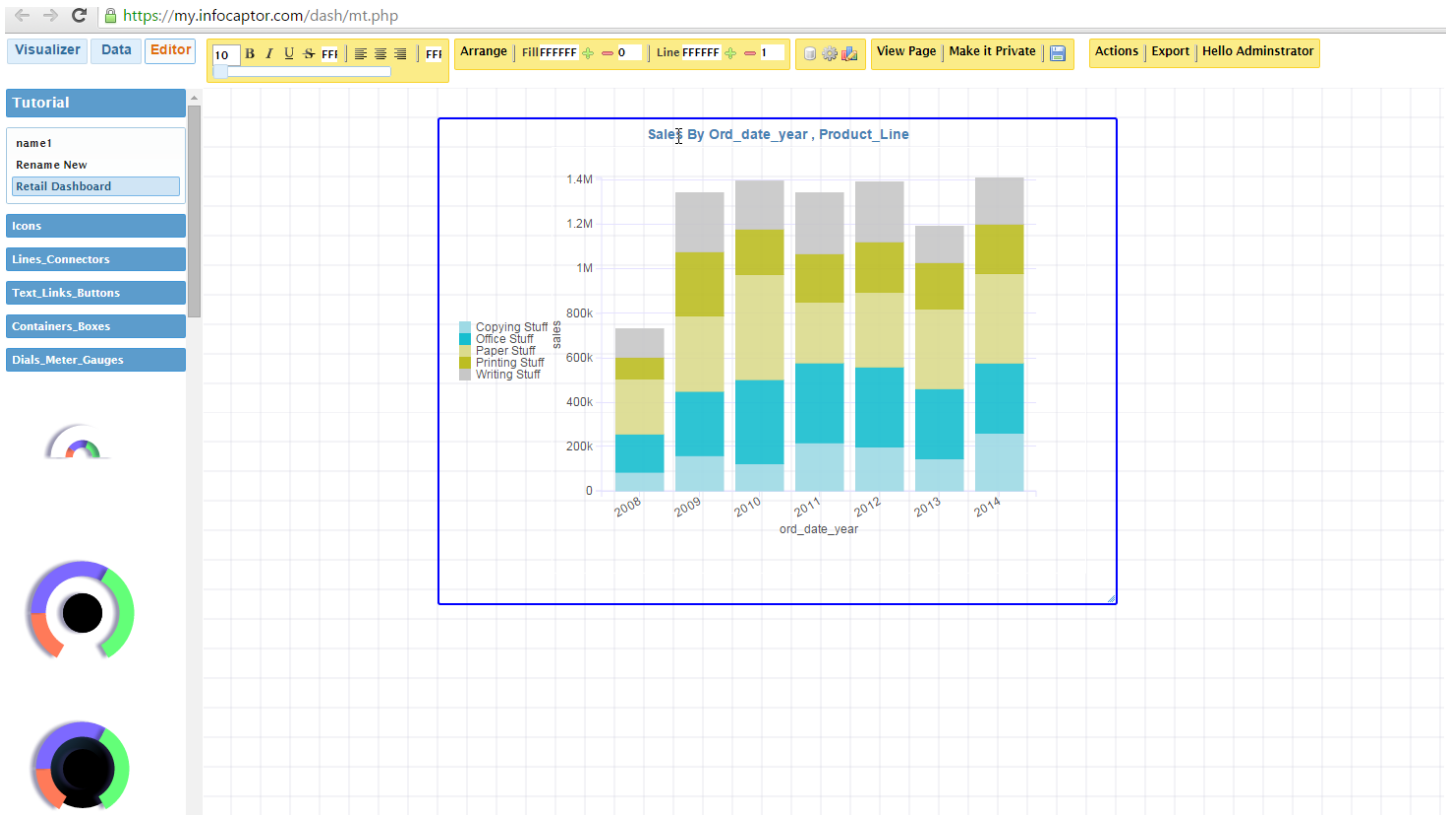 https://my.infocaptor.com/dash/mt.php
Visualizer Data Editor
10 B I U S FFI FFI
Arrange Fill FFFFFF 0 Line FFFFFF 1
View Page Make it Private
Actions Export Hello Adminstrator
Tutorial
name1
Rename New
Retail Dashboard
Icons
Lines_Connectors
Text_Links_Buttons
Containers_Boxes
Dials_Meter_Gauges
Sales By Ord_date_year , Product_Line
Copying Stuff
Office Stuff
Paper Stuff
Printing Stuff
Writing Stuff
sales
1.4M
1.2M
1M
800k
600k
400k
200k
0
2008 2009 2010 2011 2012 2013 2014
ord_date_year